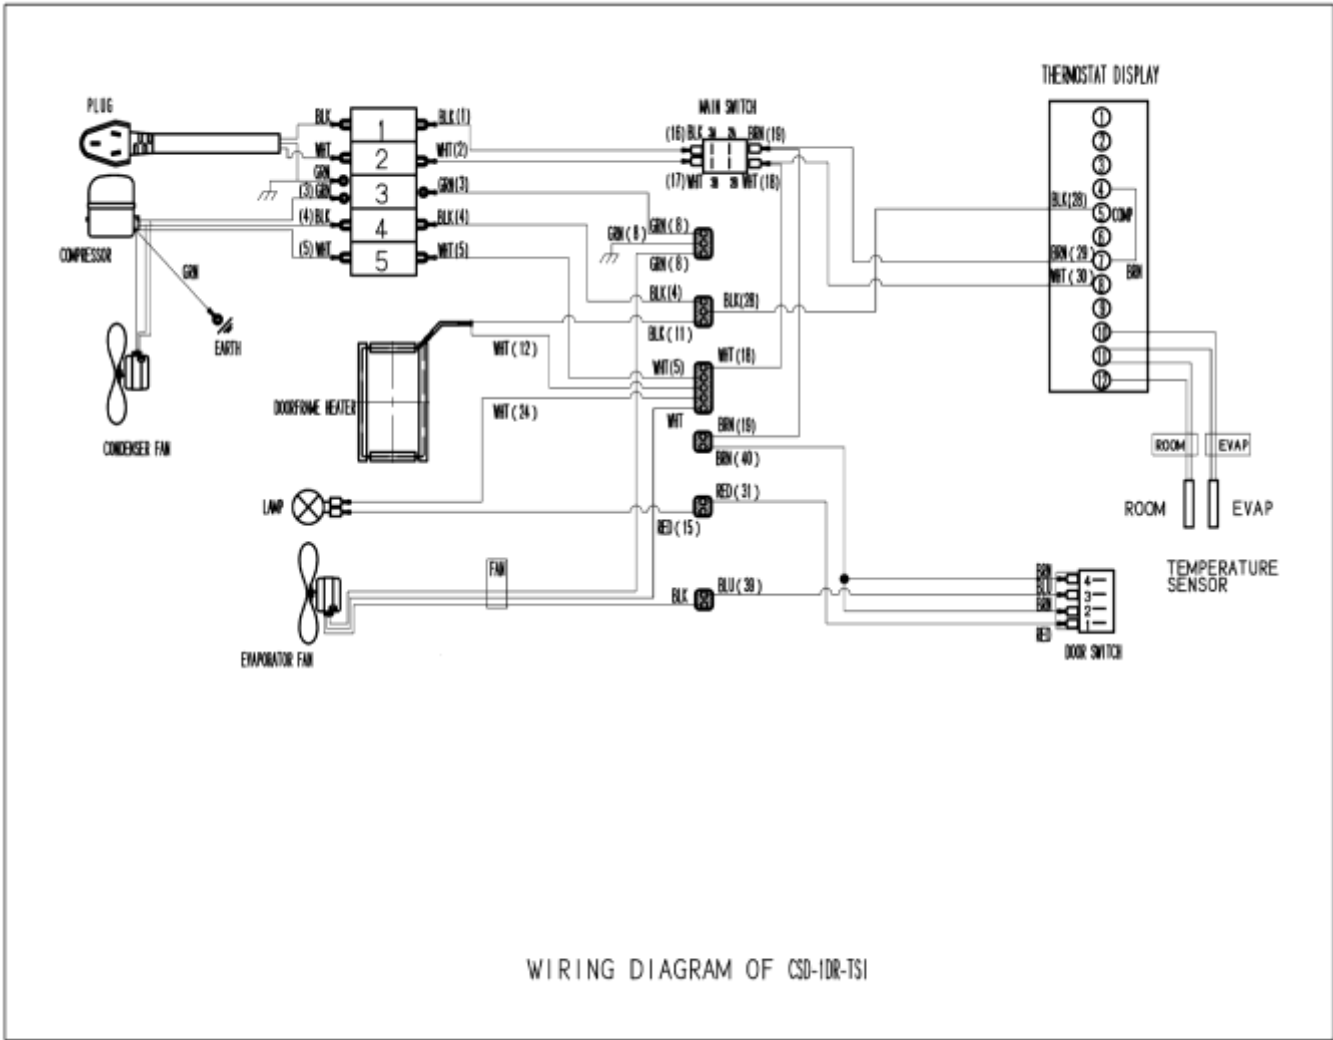 THERMOSTAT DISPLAY
PLUG
MAIN SWITCH
BLK
1
BLK(1)
(16) BLK 1A 2A BRN(19)
1
2
3
4
5
6
7
8
9
10
11
12
WHT
2
WHT(2)
(17) WHT 1B 2B WHT(18)
GRN
(3) GRN
3
GRN(3)
BLK(28)
COMP
(4) BLK
4
BLK(4)
GRN(8)
GRN(8)
COMPRESSOR
(5) WHT
5
WHT(5)
GRN(8)
BRN(29)
BRN
WHT(30)
GRN
BLK(4)
BLK(28)
EARTH
BLK(11)
WHT(12)
WHT(18)
WHT(5)
DOORFRAME HEATER
WHT(24)
WHT
BRN(19)
CONDENSER FAN
BRN(40)
ROOM
EVAP
RED(31)
LAMP
RED(15)
ROOM
EVAP
FAN
TEMPERATURE
SENSOR
BLK
BLU(39)
BRN
BLU
BRN
RED
4
3
2
1
EVAPORATOR FAN
DOOR SWITCH
WIRING DIAGRAM OF CSD-1DR-TSI